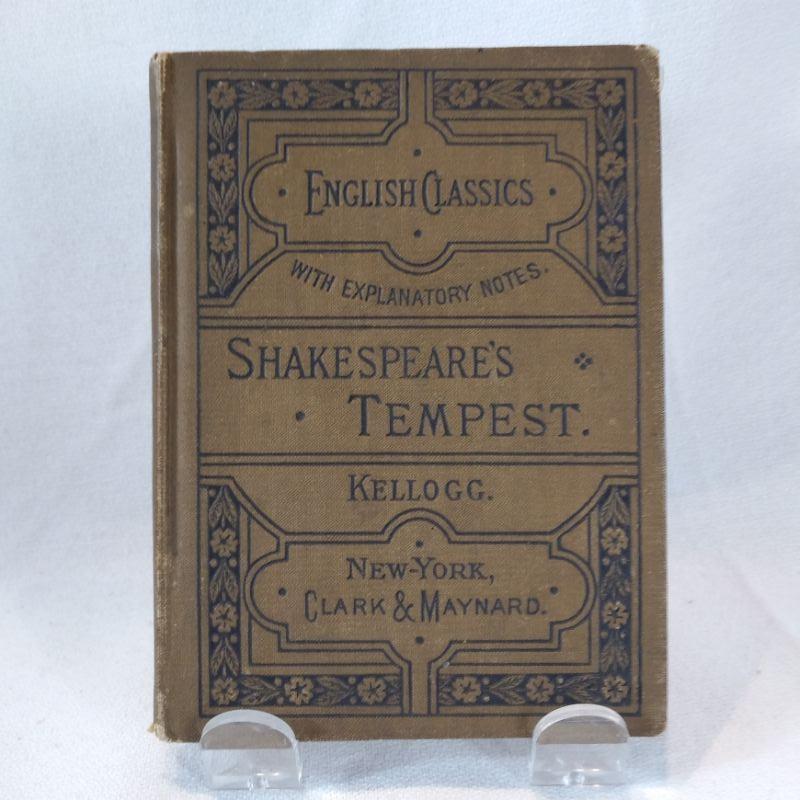 ENGLISH CLASSICS
WITH EXPLANATORY NOTES.
SHAKESPEARE'S
TEMPEST.
KELLOGG.
NEW-YORK,
CLARK & MAYNARD.